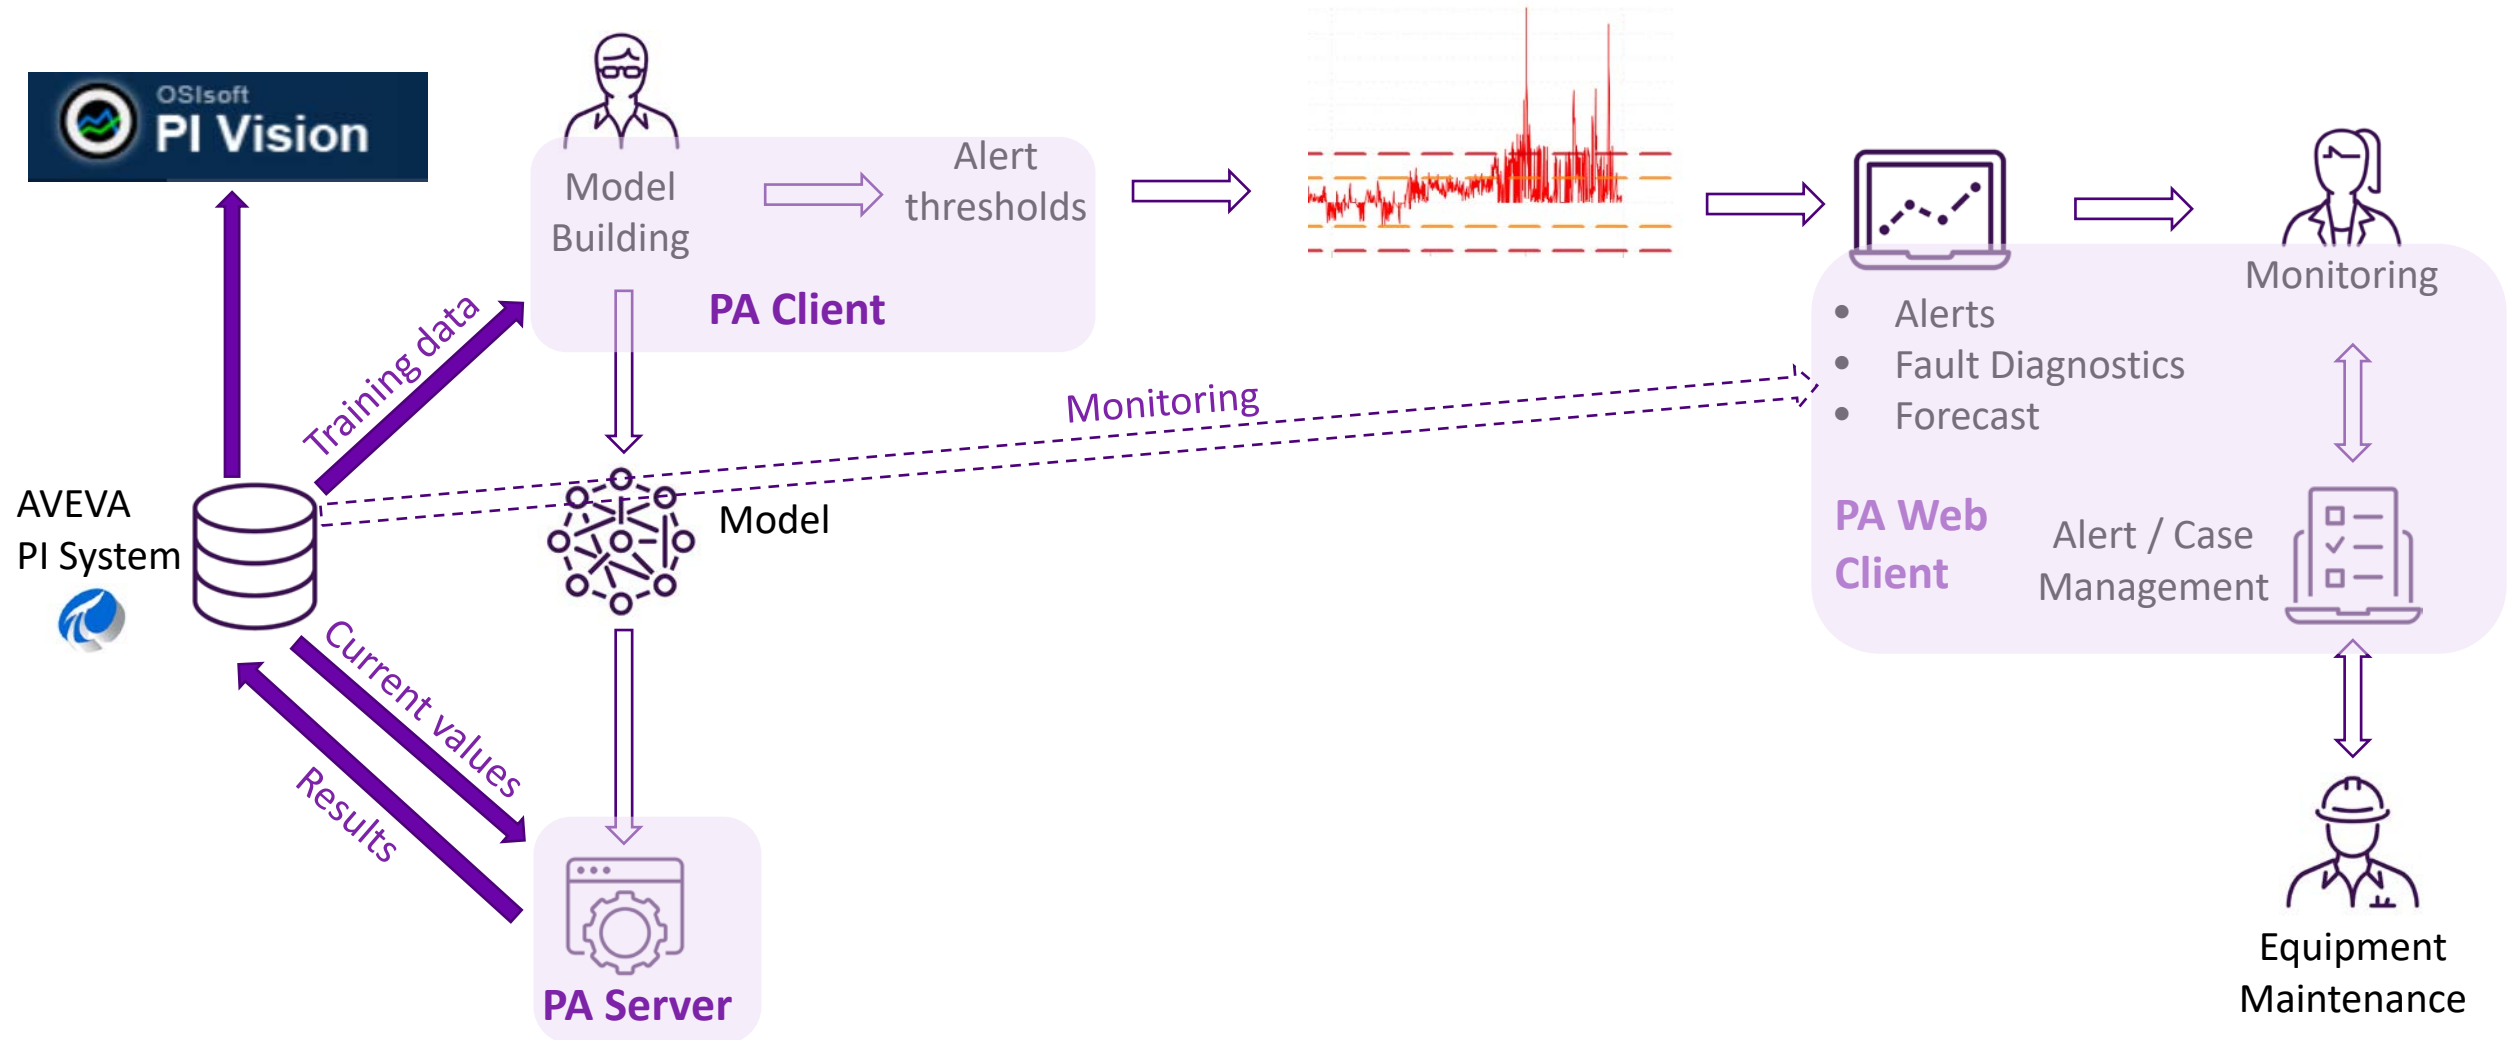 OSIsoft
PI Vision
Model
Building
Alert
thresholds
PA Client
Training data
Monitoring
AVEVA
PI System
Model
Current values
Results
PA Server
• Alerts
• Fault Diagnostics
• Forecast
Monitoring
PA Web
Client
Alert / Case
Management
Equipment
Maintenance